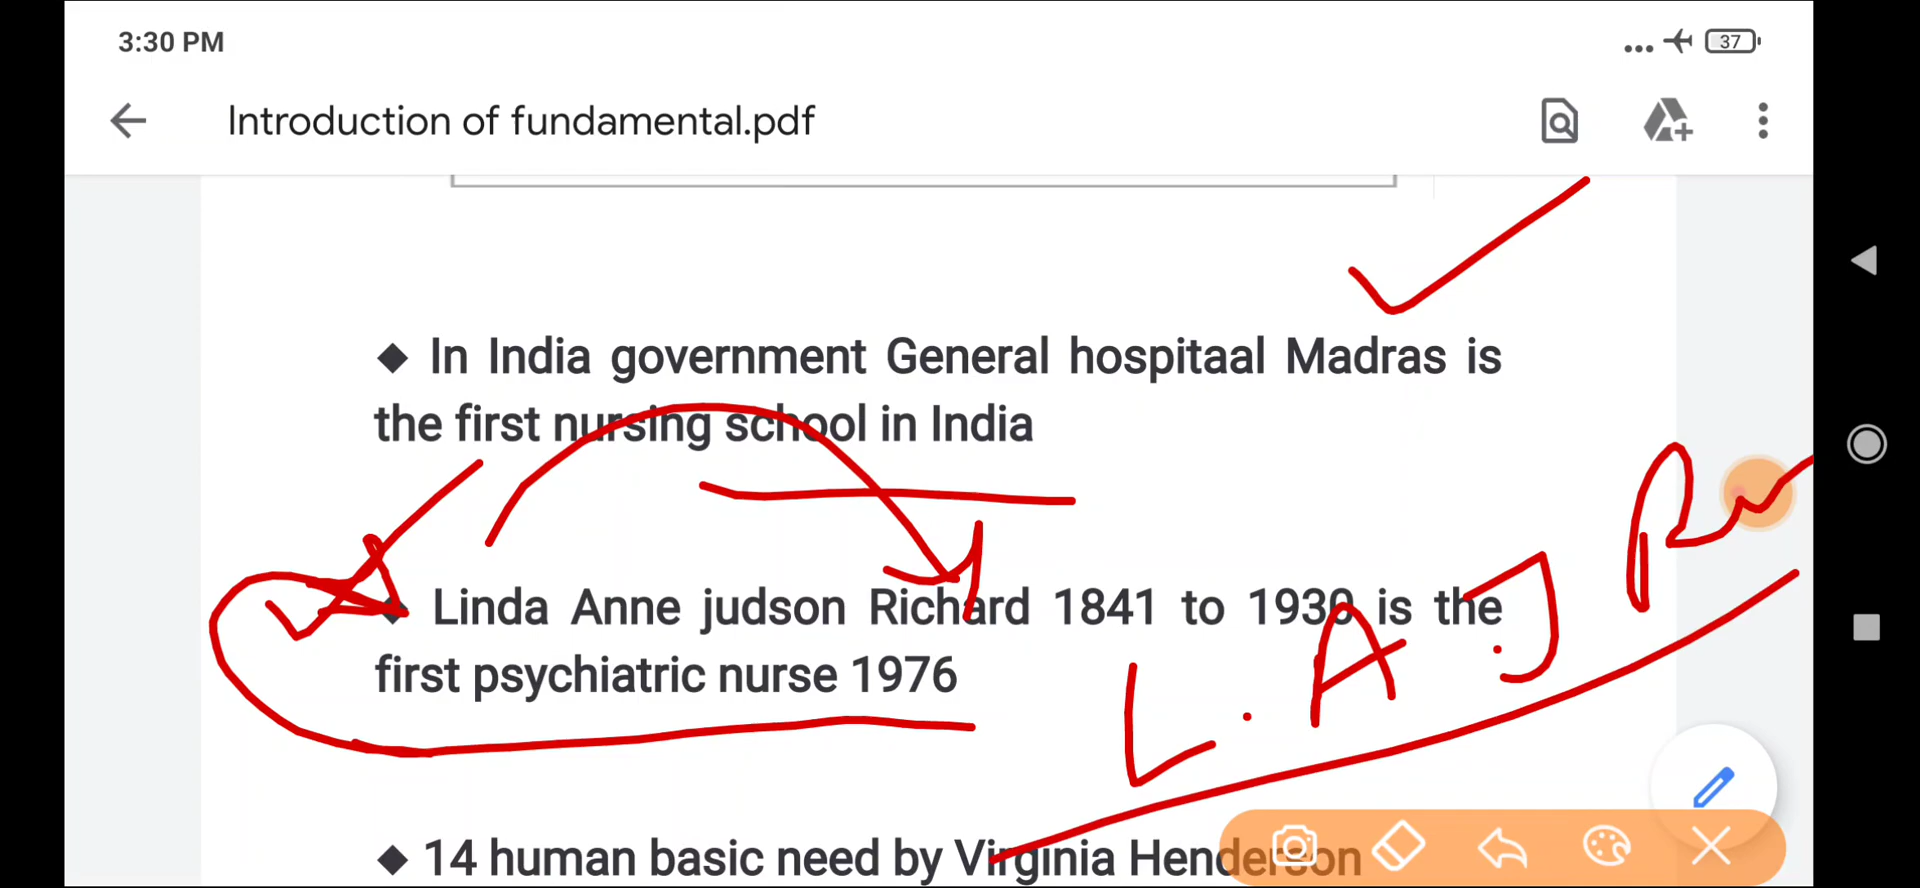 3:30 PM
37
Introduction of fundamental.pdf
◆ In India government General hospitaal Madras is
the first nursing school in India
◆ Linda Anne judson Richard 1841 to 1930 is the
first psychiatric nurse 1976
L. A. J
◆ 14 human basic need by Virginia Henderson